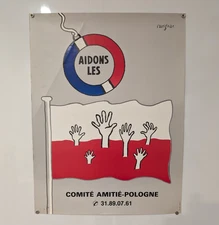 AIDONS
LES
COMITÉ AMITIÉ-POLOGNE
✆ 31.89.07.61